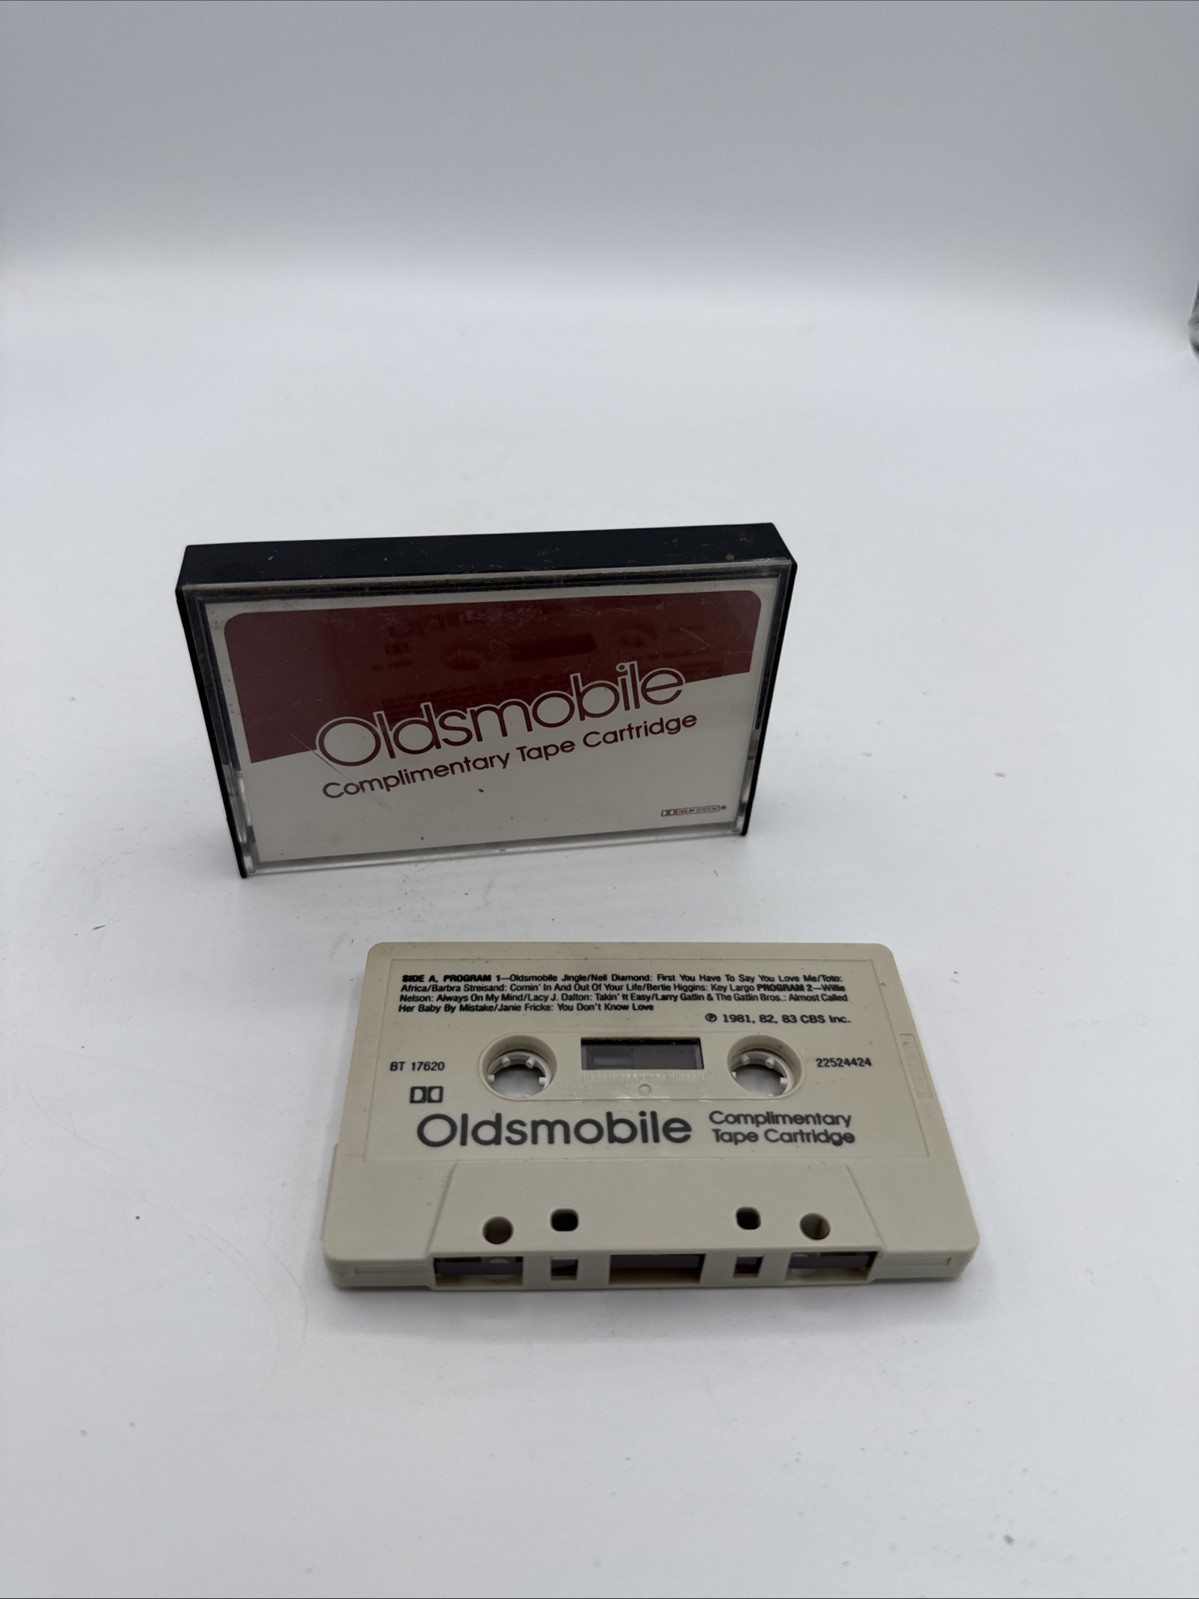 Oldsmobile
Complimentary Tape Cartridge
DOLBY SYSTEM®
SIDE A, PROGRAM 1—Oldsmobile Jingle/Neil Diamond: First You Have To Say You Love Me/Toto:
Africa/Barbra Streisand: Comin' In And Out Of Your Life/Bertie Higgins: Key Largo PROGRAM 2—Willie
Nelson: Always On My Mind/Lacy J. Dalton: Takin' It Easy/Larry Gatlin & The Gatlin Bros.: Almost Called
Her Baby By Mistake/Janie Fricke: You Don't Know Love
℗ 1981, 82, 83 CBS Inc.
BT 17620
22524424
Oldsmobile
Complimentary
Tape Cartridge